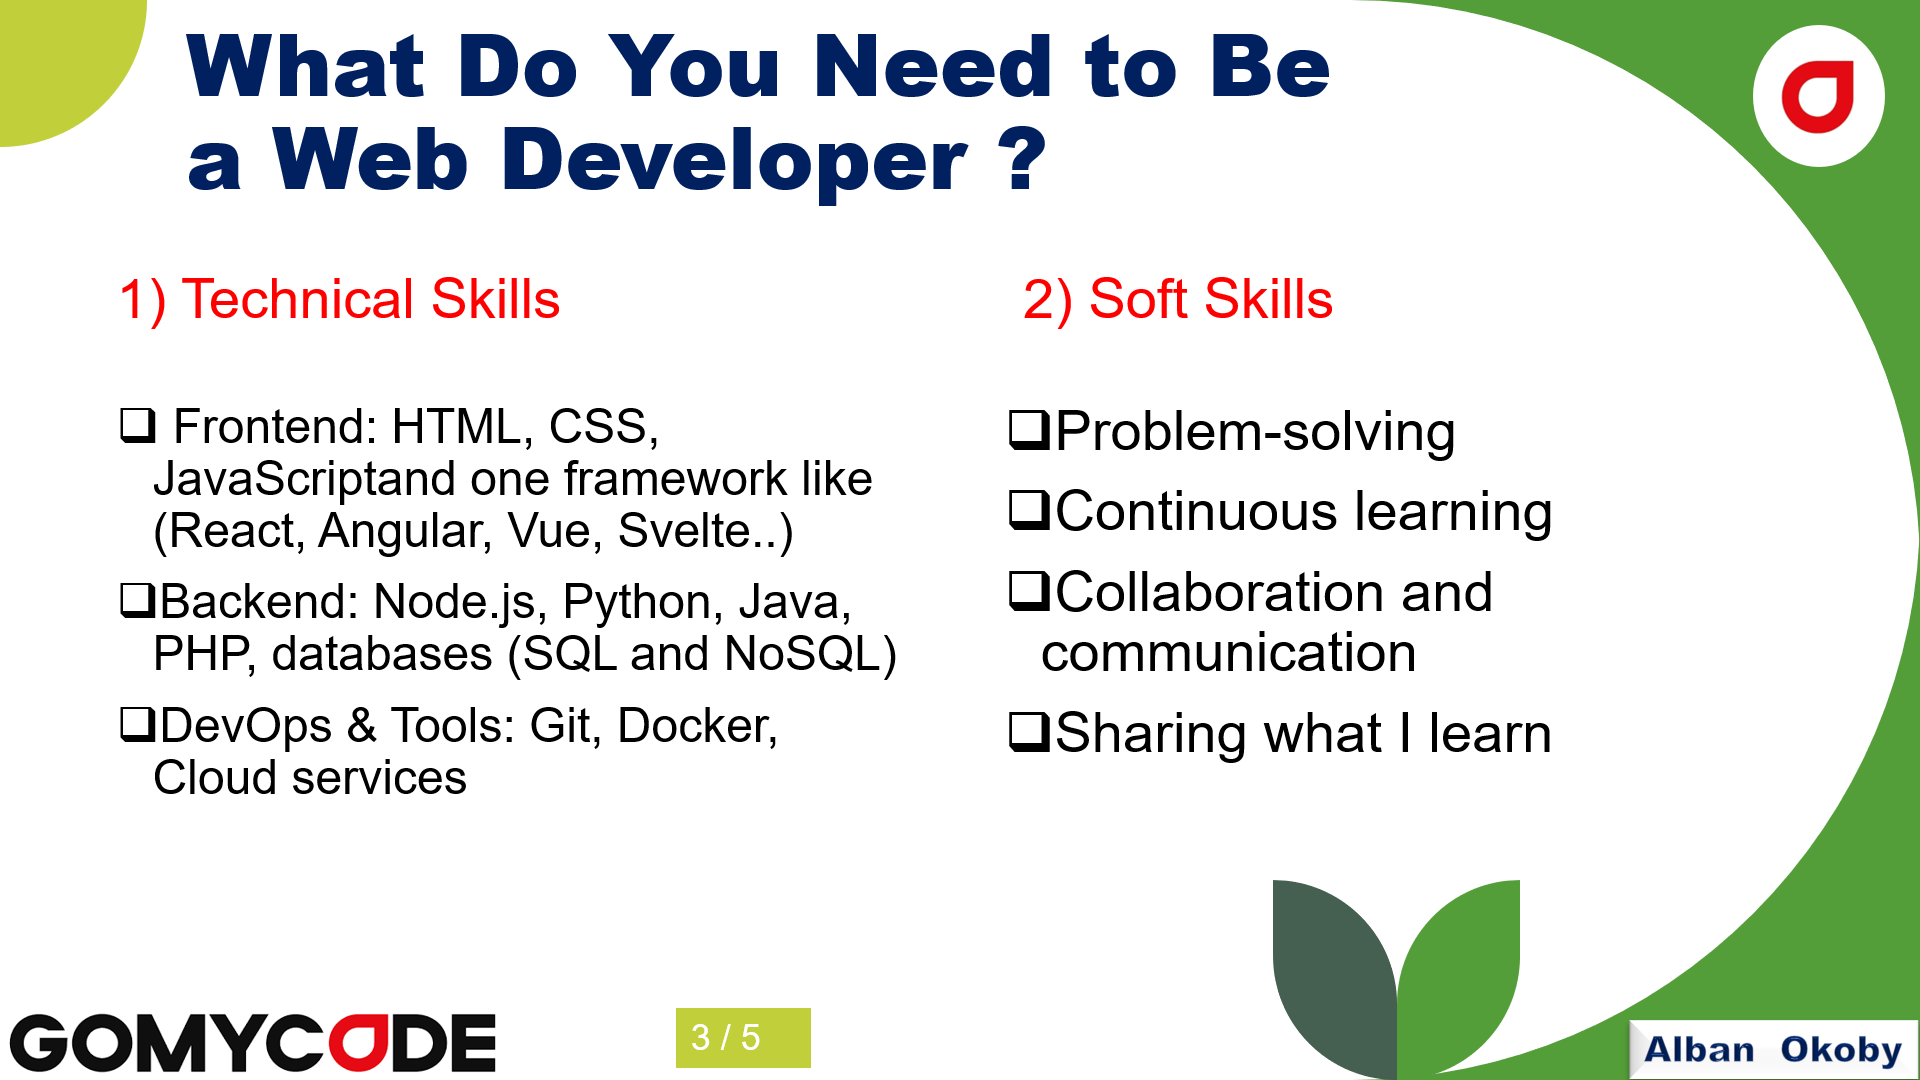 What Do You Need to Be
a Web Developer ?
1) Technical Skills
❑ Frontend: HTML, CSS,
JavaScriptand one framework like
(React, Angular, Vue, Svelte..)
❑Backend: Node.js, Python, Java,
PHP, databases (SQL and NoSQL)
❑DevOps & Tools: Git, Docker,
Cloud services
2) Soft Skills
❑Problem-solving
❑Continuous learning
❑Collaboration and
communication
❑Sharing what I learn
GOMYCODE
3 / 5
Alban Okoby